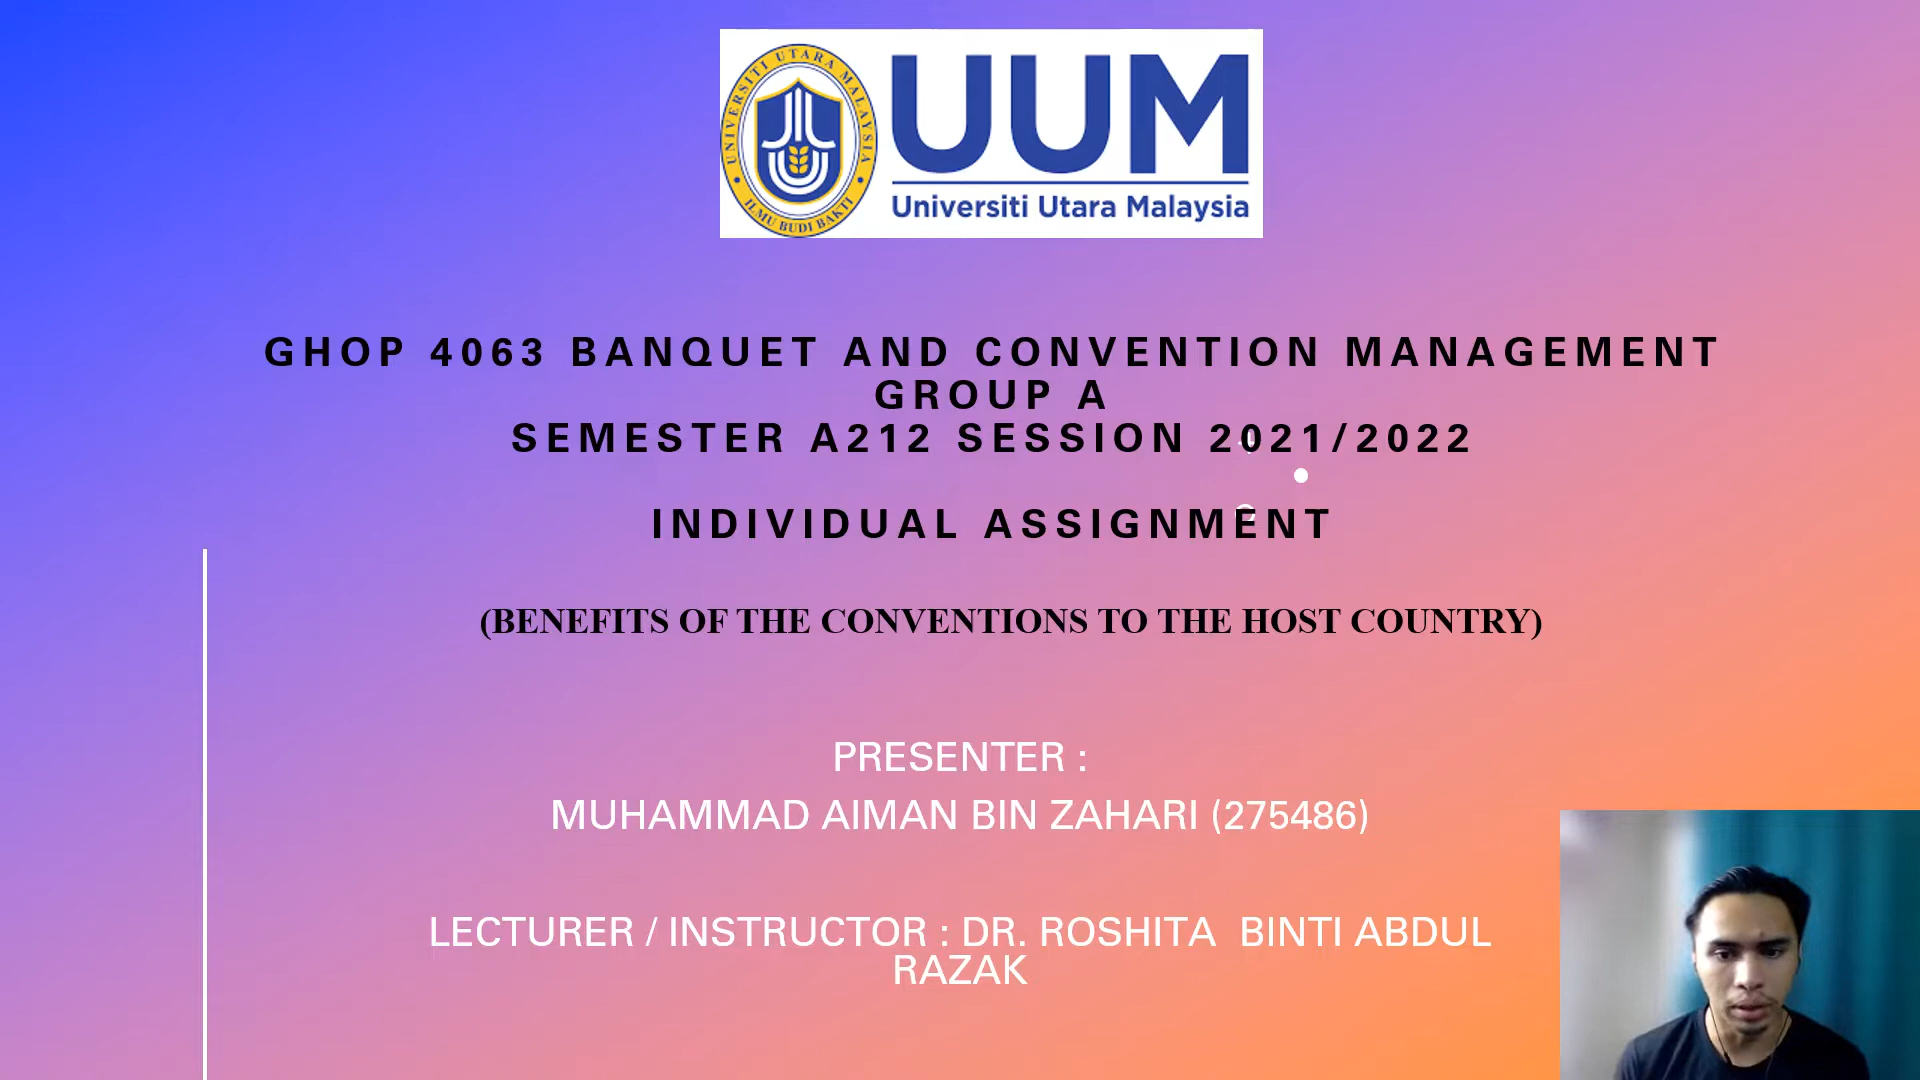 UNIVERSITI UTARA MALAYSIA
ILMU BUDI BAKTI
UUM
Universiti Utara Malaysia
GHOP 4063 BANQUET AND CONVENTION MANAGEMENT
GROUP A
SEMESTER A212 SESSION 2021/2022
INDIVIDUAL ASSIGNMENT
(BENEFITS OF THE CONVENTIONS TO THE HOST COUNTRY)
PRESENTER :
MUHAMMAD AIMAN BIN ZAHARI (275486)
LECTURER / INSTRUCTOR : DR. ROSHITA BINTI ABDUL
RAZAK